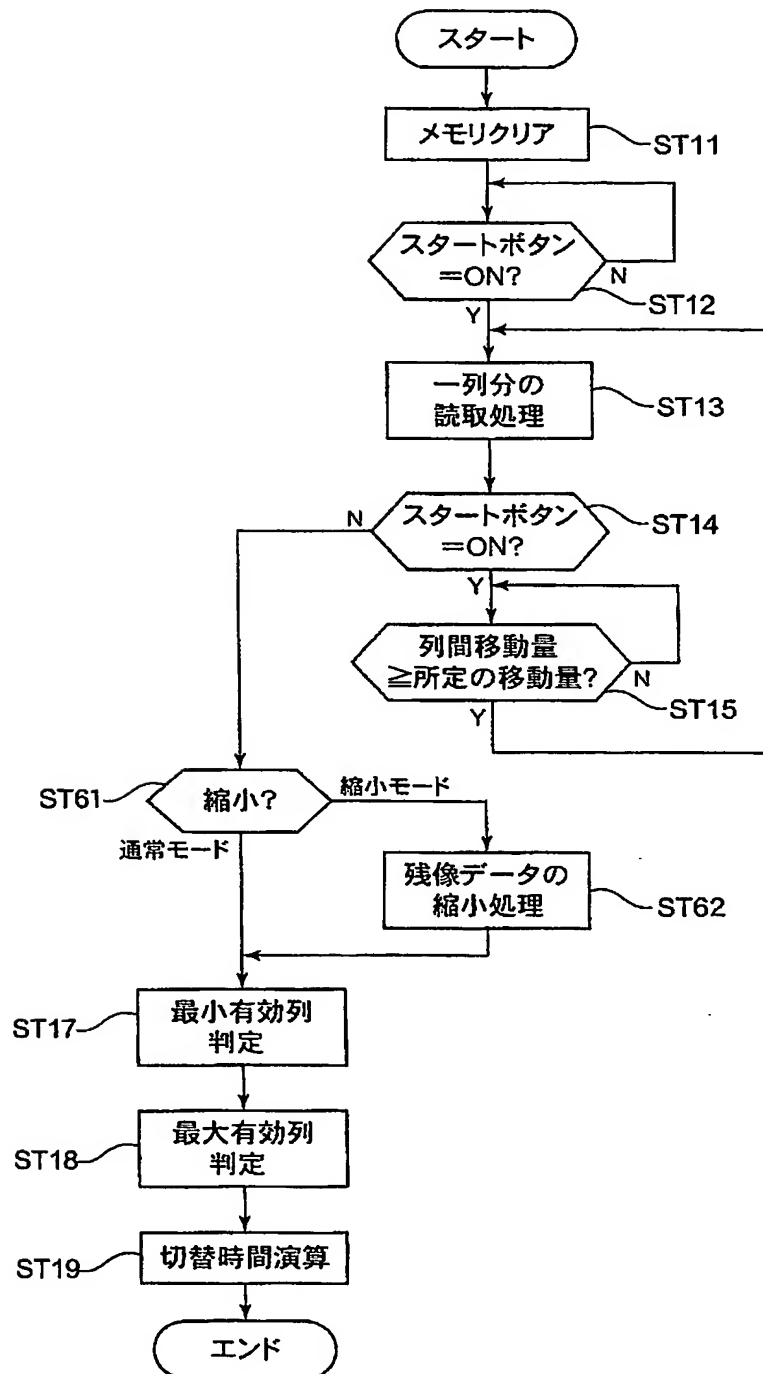 スタート
メモリクリア
ST11
スタートボタン
=ON?
N
ST12
Y
一列分の
読取処理
ST13
N
スタートボタン
=ON?
ST14
Y
列間移動量
≧所定の移動量?
N
ST15
Y
ST61
縮小?
縮小モード
通常モード
残像データの
縮小処理
ST62
ST17
最小有効列
判定
ST18
最大有効列
判定
ST19
切替時間演算
エンド